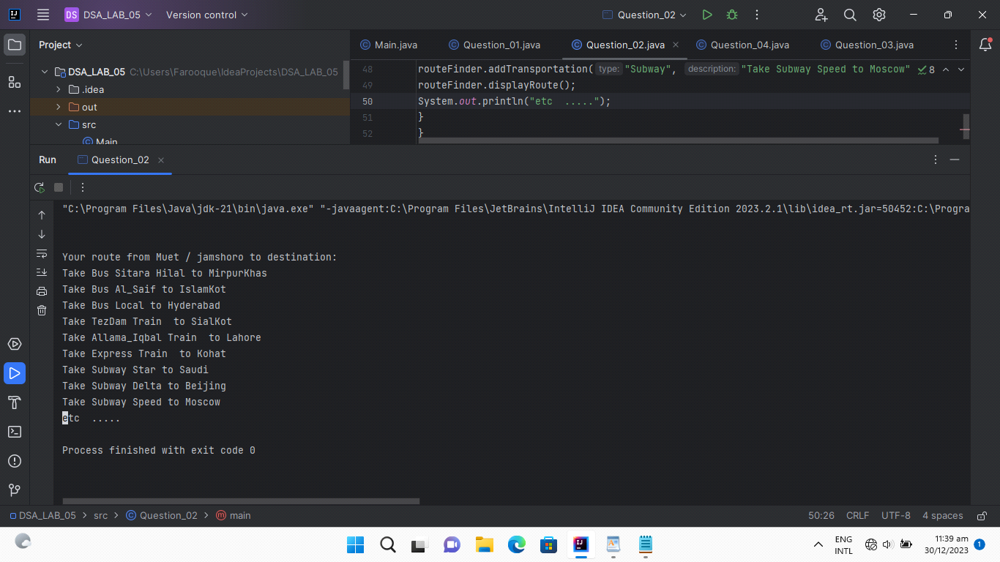 DS DSA_LAB_05 Version control Question_02
Project
Main.java Question_01.java Question_02.java Question_04.java Question_03.java
DSA_LAB_05 C:\Users\Farooque\IdeaProjects\DSA_LAB_05
.idea
out
src
Main
48 routeFinder.addTransportation( type: "Subway", description: "Take Subway Speed to Moscow" 8
49 routeFinder.displayRoute();
50 System.out.println("etc  .....");
51 }
52 }
Run Question_02
"C:\Program Files\Java\jdk-21\bin\java.exe" "-javaagent:C:\Program Files\JetBrains\IntelliJ IDEA Community Edition 2023.2.1\lib\idea_rt.jar=50452:C:\Progra
Your route from Muet / jamshoro to destination:
Take Bus Sitara Hilal to MirpurKhas
Take Bus Al_Saif to IslamKot
Take Bus Local to Hyderabad
Take TezDam Train  to SialKot
Take Allama_Iqbal Train  to Lahore
Take Express Train  to Kohat
Take Subway Star to Saudi
Take Subway Delta to Beijing
Take Subway Speed to Moscow
etc  .....
Process finished with exit code 0
DSA_LAB_05 > src > Question_02 > main 50:26 CRLF UTF-8 4 spaces
ENG
INTL
11:39 am
30/12/2023
1